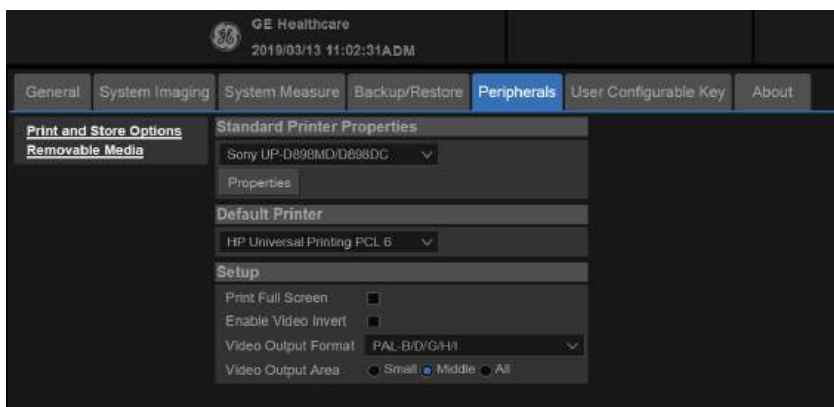 GE Healthcare
2019/03/13 11:02:31ADM
General System Imaging System Measure Backup/Restore Peripherals User Configurable Key About
Print and Store Options
Removable Media
Standard Printer Properties
Sony UP-D898MD/D898DC
Properties
Default Printer
HP Universal Printing PCL 6
Setup
Print Full Screen
Enable Video Invert
Video Output Format PAL-B/D/G/H/I
Video Output Area Small Middle All